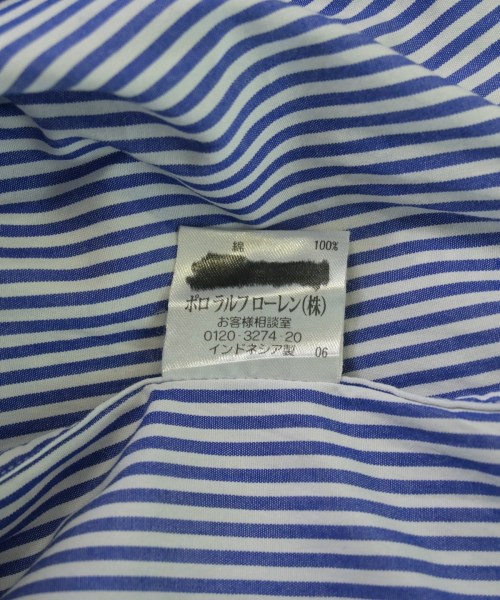 綿 100%
ポロ ラルフ ローレン(株)
お客様相談室
0120-3274-20
インドネシア製 06